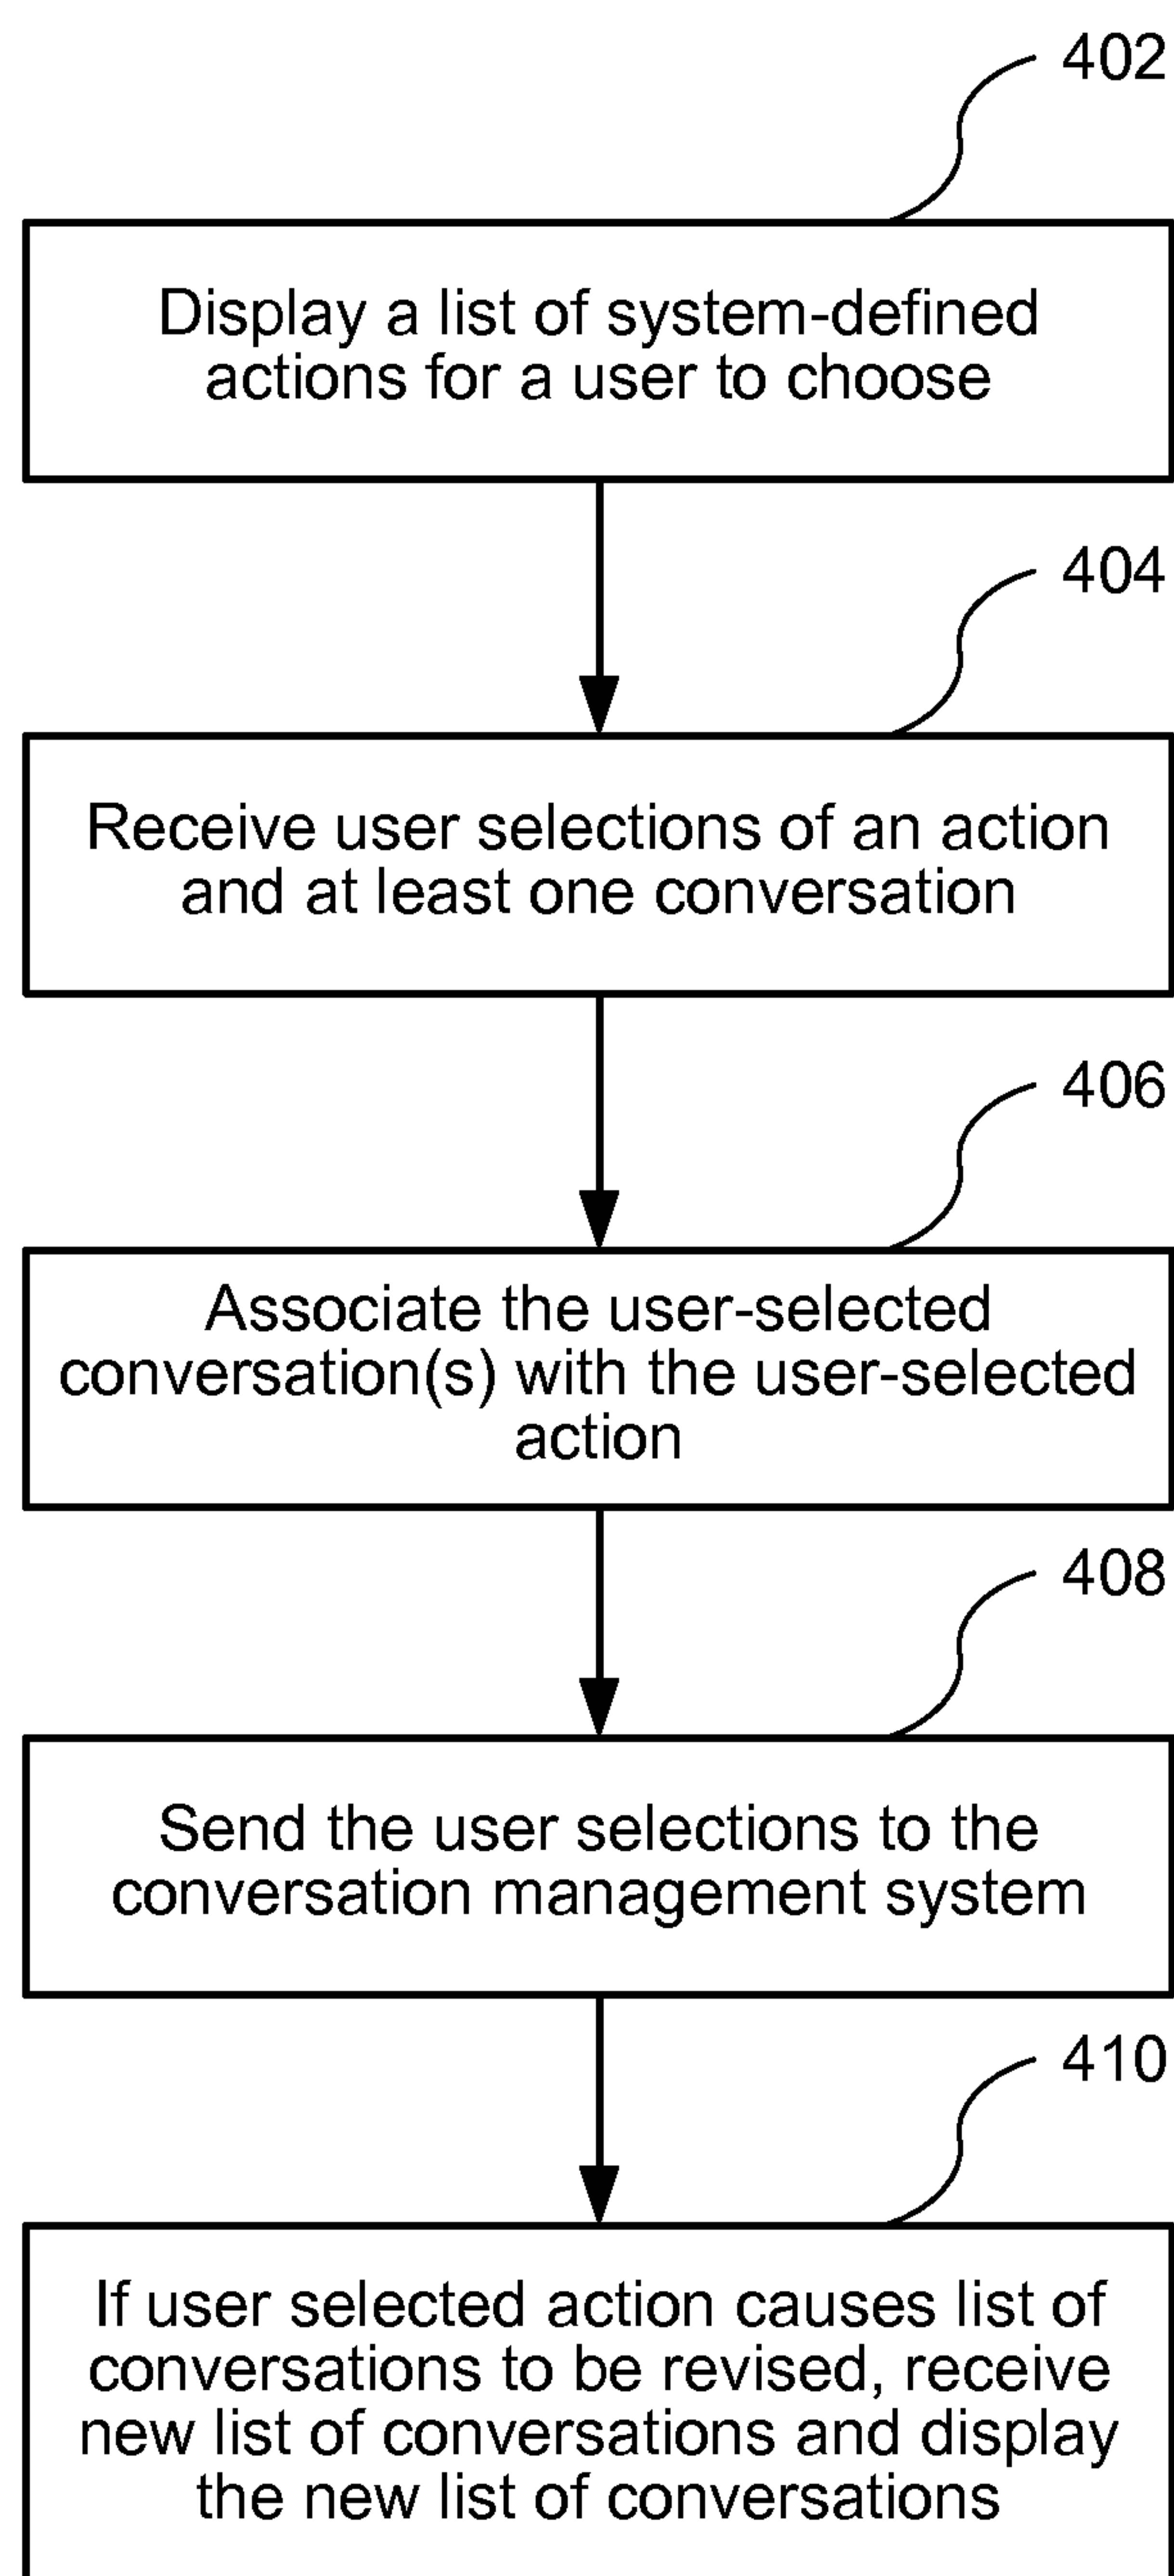 402
Display a list of system-defined
actions for a user to choose
404
Receive user selections of an action
and at least one conversation
406
Associate the user-selected
conversation(s) with the user-selected
action
408
Send the user selections to the
conversation management system
410
If user selected action causes list of
conversations to be revised, receive
new list of conversations and display
the new list of conversations